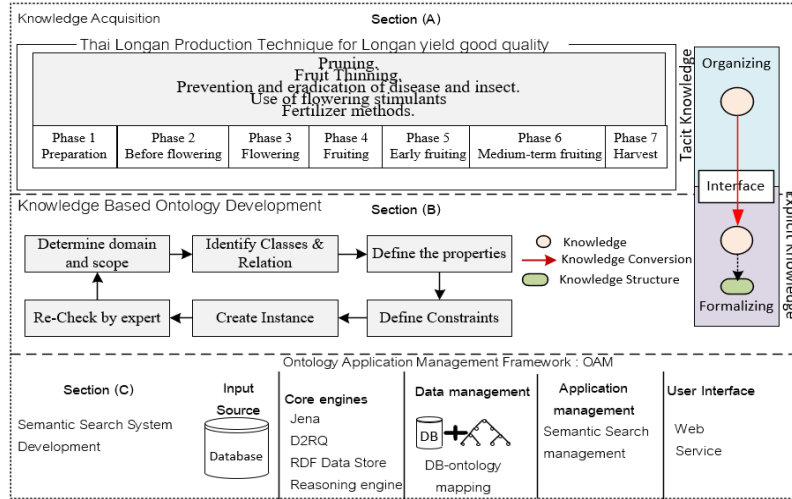 Knowledge Acquisition
Section (A)
Thai Longan Production Technique for Longan yield good quality
Pruning,
Fruit Thinning,
Prevention and eradication of disease and insect.
Use of flowering stimulants
Fertilizer methods.
Phase 1
Preparation
Phase 2
Before flowering
Phase 3
Flowering
Phase 4
Fruiting
Phase 5
Early fruiting
Phase 6
Medium-term fruiting
Phase 7
Harvest
Tacit Knowledge
Organizing
Interface
Explicit Knowledge
Formalizing
Knowledge Based Ontology Development
Section (B)
Determine domain
and scope
Identify Classes &
Relation
Define the properties
Re-Check by expert
Create Instance
Define Constraints
Knowledge
Knowledge Conversion
Knowledge Structure
Ontology Application Management Framework : OAM
Section (C)
Semantic Search System
Development
Input
Source
Database
Core engines
Jena
D2RQ
RDF Data Store
Reasoning engine
Data management
DB
DB-ontology
mapping
Application
management
Semantic Search
management
User Interface
Web
Service